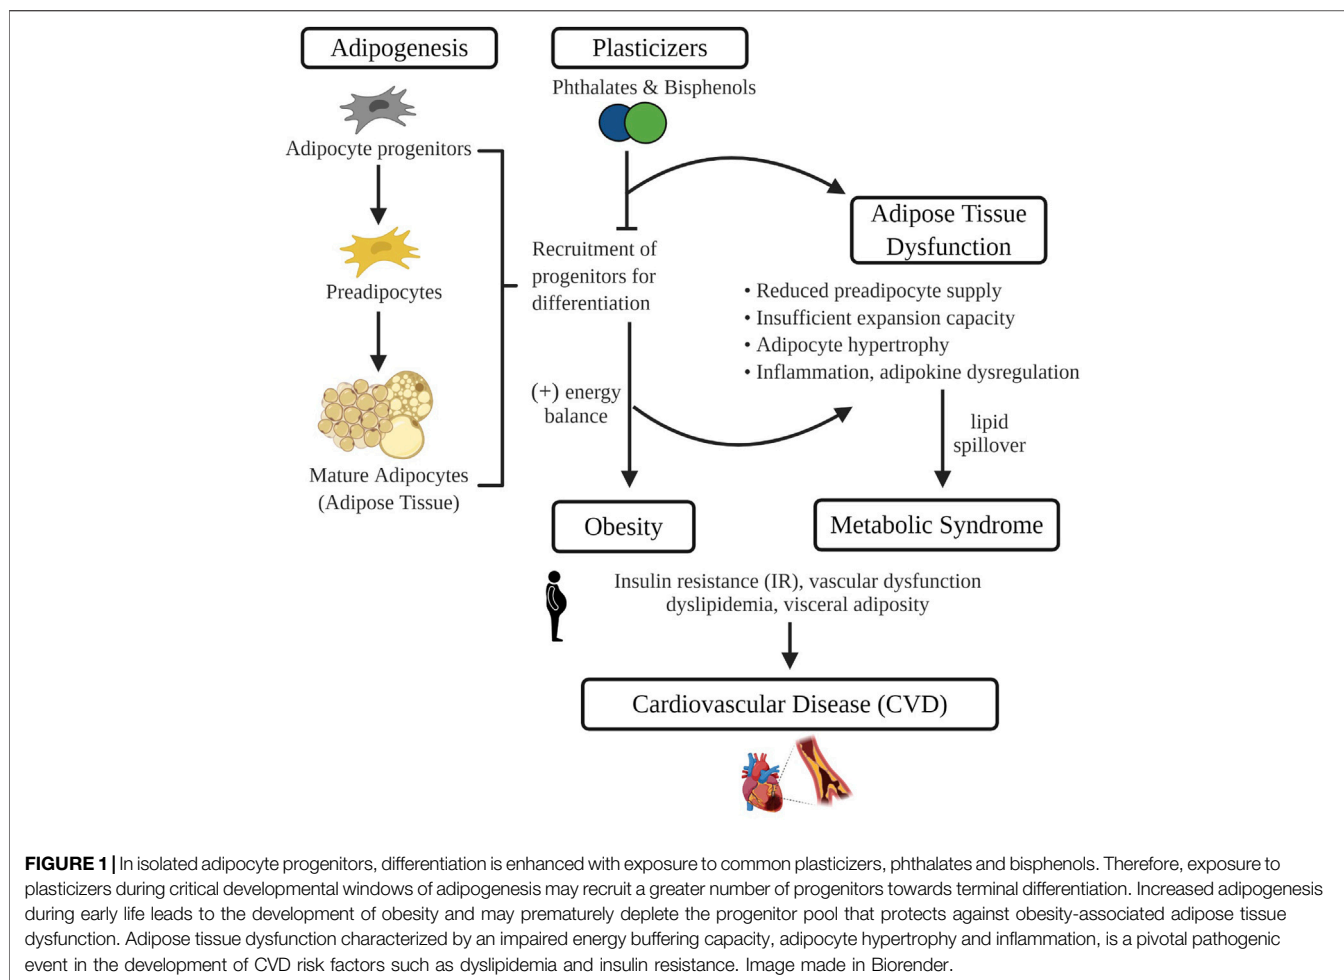 Adipogenesis
Adipocyte progenitors
Preadipocytes
Mature Adipocytes
(Adipose Tissue)
Plasticizers
Phthalates & Bisphenols
Recruitment of
progenitors for
differentiation
(+) energy
balance
Adipose Tissue
Dysfunction
• Reduced preadipocyte supply
• Insufficient expansion capacity
• Adipocyte hypertrophy
• Inflammation, adipokine dysregulation
lipid
spillover
Obesity
Metabolic Syndrome
Insulin resistance (IR), vascular dysfunction
dyslipidemia, visceral adiposity
Cardiovascular Disease (CVD)
FIGURE 1 | In isolated adipocyte progenitors, differentiation is enhanced with exposure to common plasticizers, phthalates and bisphenols. Therefore, exposure to
plasticizers during critical developmental windows of adipogenesis may recruit a greater number of progenitors towards terminal differentiation. Increased adipogenesis
during early life leads to the development of obesity and may prematurely deplete the progenitor pool that protects against obesity-associated adipose tissue
dysfunction. Adipose tissue dysfunction characterized by an impaired energy buffering capacity, adipocyte hypertrophy and inflammation, is a pivotal pathogenic
event in the development of CVD risk factors such as dyslipidemia and insulin resistance. Image made in Biorender.